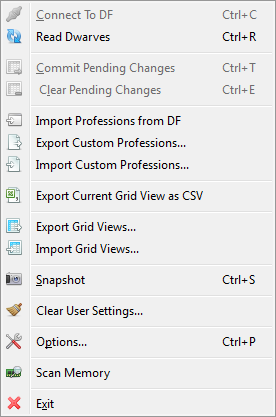 Connect To DF Ctrl+C
Read Dwarves Ctrl+R
Commit Pending Changes Ctrl+T
Clear Pending Changes Ctrl+E
Import Professions from DF
Export Custom Professions...
Import Custom Professions...
Export Current Grid View as CSV
Export Grid Views...
Import Grid Views...
Snapshot Ctrl+S
Clear User Settings...
Options... Ctrl+P
Scan Memory
Exit